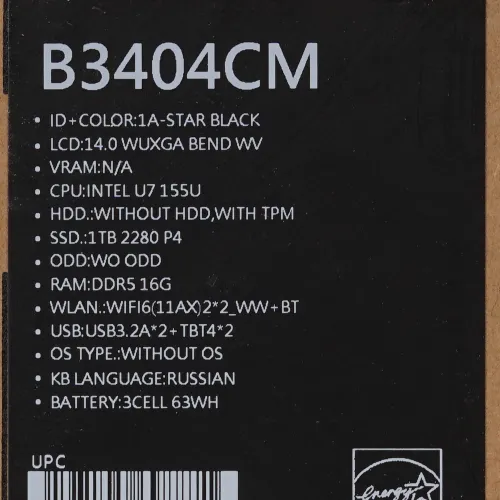 B3404CM
• ID+COLOR:1A-STAR BLACK
• LCD:14.0 WUXGA BEND WV
• VRAM:N/A
• CPU:INTEL U7 155U
• HDD.:WITHOUT HDD,WITH TPM
• SSD.:1TB 2280 P4
• ODD:WO ODD
• RAM:DDR5 16G
• WLAN.:WIFI6(11AX)2*2_WW+BT
• USB:USB3.2A*2+TBT4*2
• OS TYPE.:WITHOUT OS
• KB LANGUAGE:RUSSIAN
• BATTERY:3CELL 63WH
UPC
energy